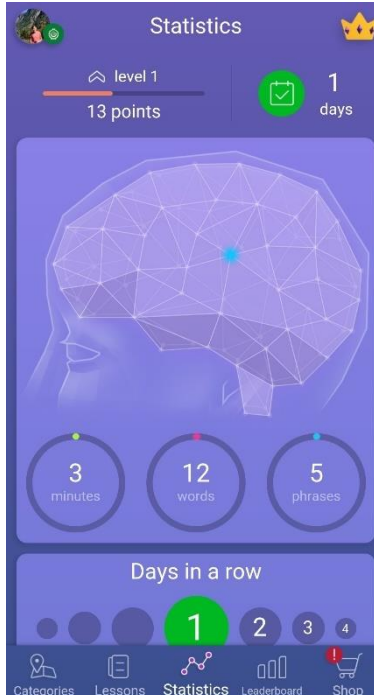 Statistics
level 1
13 points
1
days
3
minutes
12
words
5
phrases
Days in a row
1 2 3 4
!
Categories Lessons Statistics Leaderboard Shop